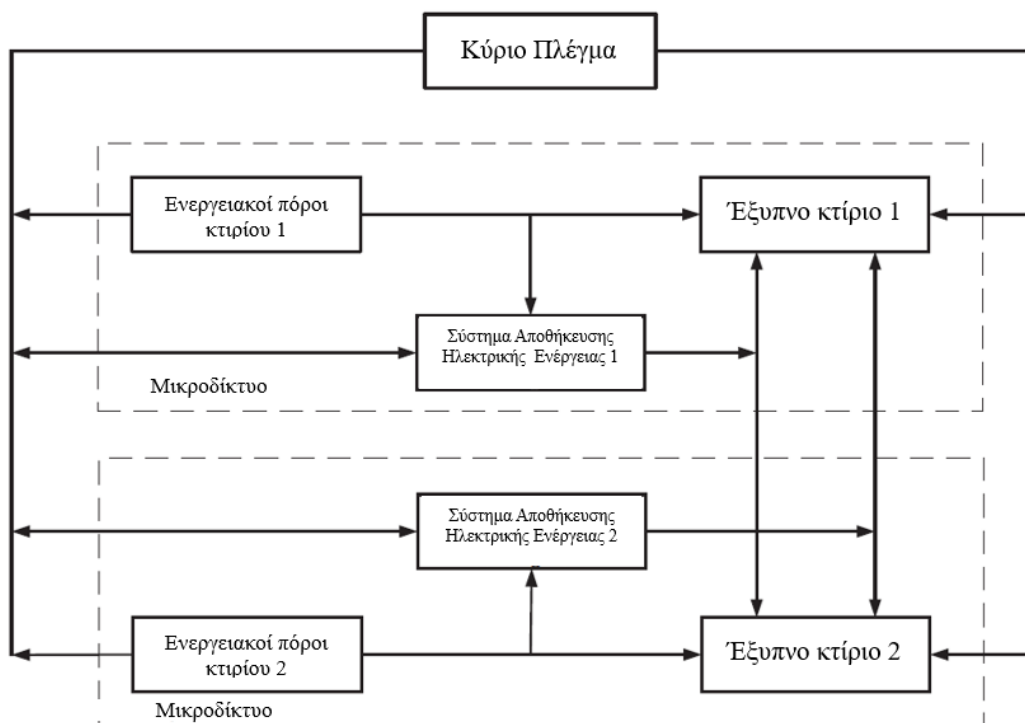 Κύριο Πλέγμα
Ενεργειακοί πόροι
κτιρίου 1
Έξυπνο κτίριο 1
Σύστημα Αποθήκευσης
Ηλεκτρικής Ενέργειας 1
Μικροδίκτυο
Σύστημα Αποθήκευσης
Ηλεκτρικής Ενέργειας 2
Ενεργειακοί πόροι
κτιρίου 2
Έξυπνο κτίριο 2
Μικροδίκτυο